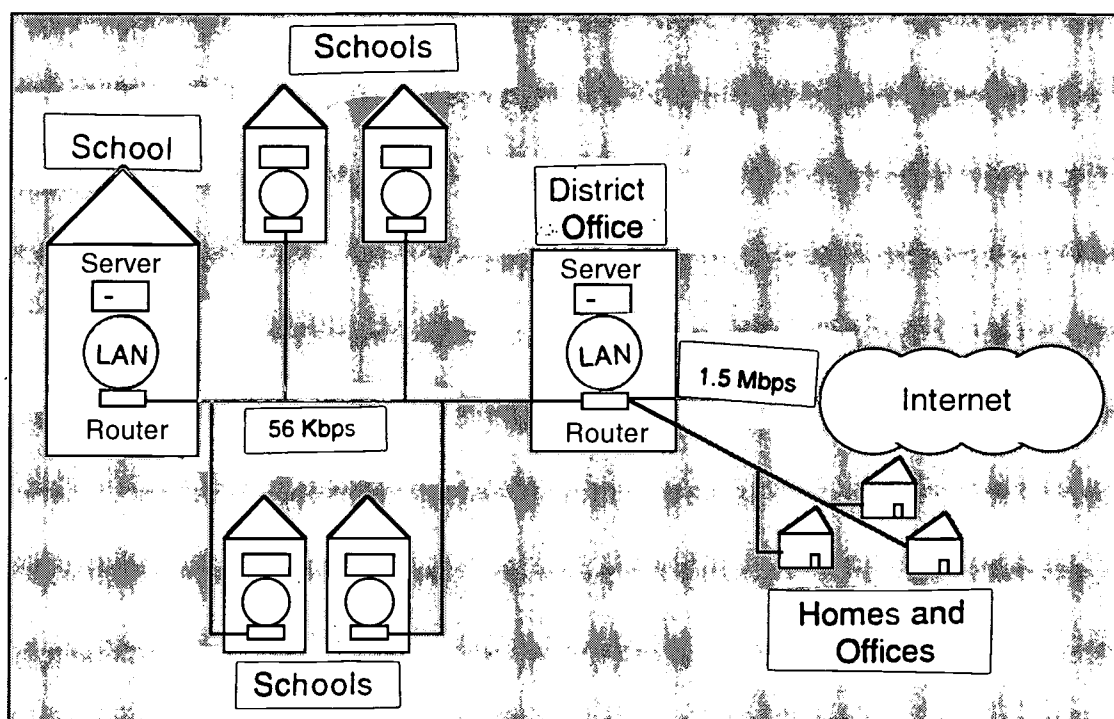 Schools
School
District
Office
Server
LAN
Router
56 Kbps
Server
LAN
Router
1.5 Mbps
Internet
Schools
Homes and
Offices